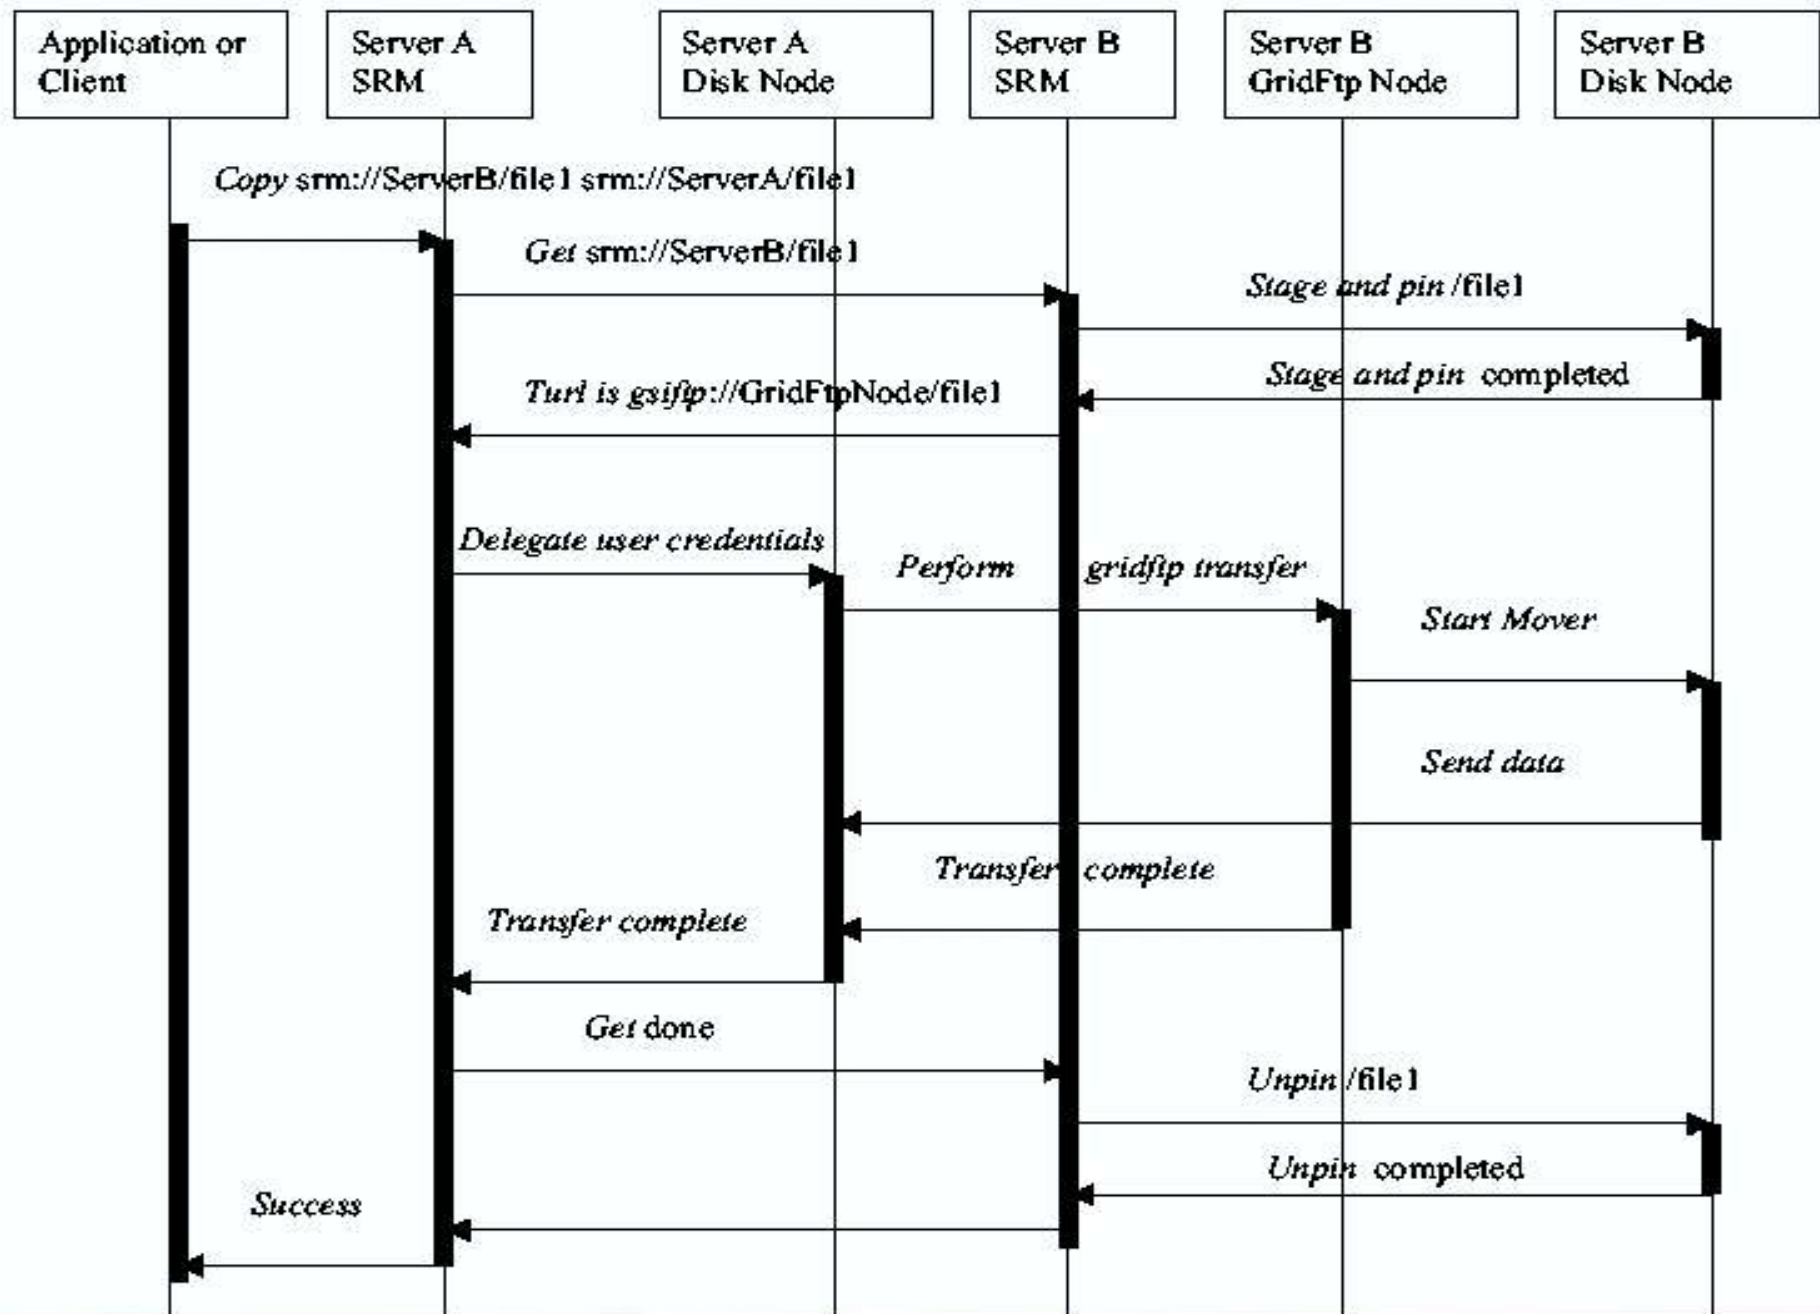 Application or
Client
Server A
SRM
Server A
Disk Node
Server B
SRM
Server B
GridFtp Node
Server B
Disk Node
Copy srm://ServerB/file1 srm://ServerA/file1
Get srm://ServerB/file1
Stage and pin /file1
Stage and pin completed
Turl is gsiftp://GridFtpNode/file1
Delegate user credentials
Perform gridftp transfer
Start Mover
Send data
Transfer complete
Transfer complete
Get done
Unpin /file1
Unpin completed
Success